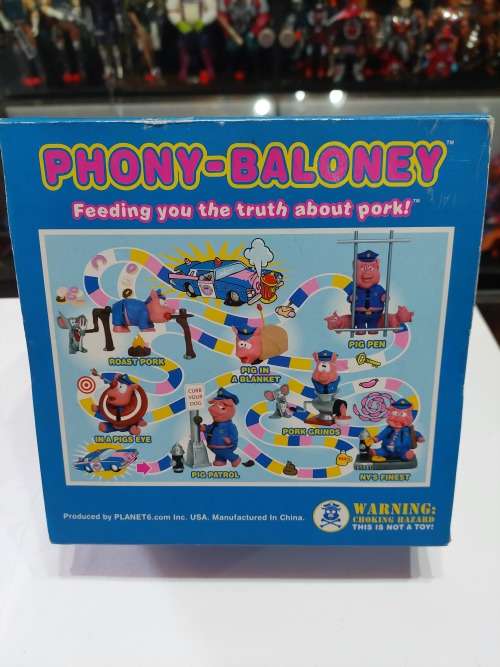 PHONY-BALONEY™
Feeding you the truth about pork!™
PIG PEN
ROAST PORK
PIG IN
A BLANKET
CURB
YOUR
DOG
PORK GRINDS
IN A PIGS EYE
PIG PATROL
NY'S FINEST
Produced by PLANET6.com Inc. USA. Manufactured in China.
WARNING:
CHOKING HAZARD
THIS IS NOT A TOY!